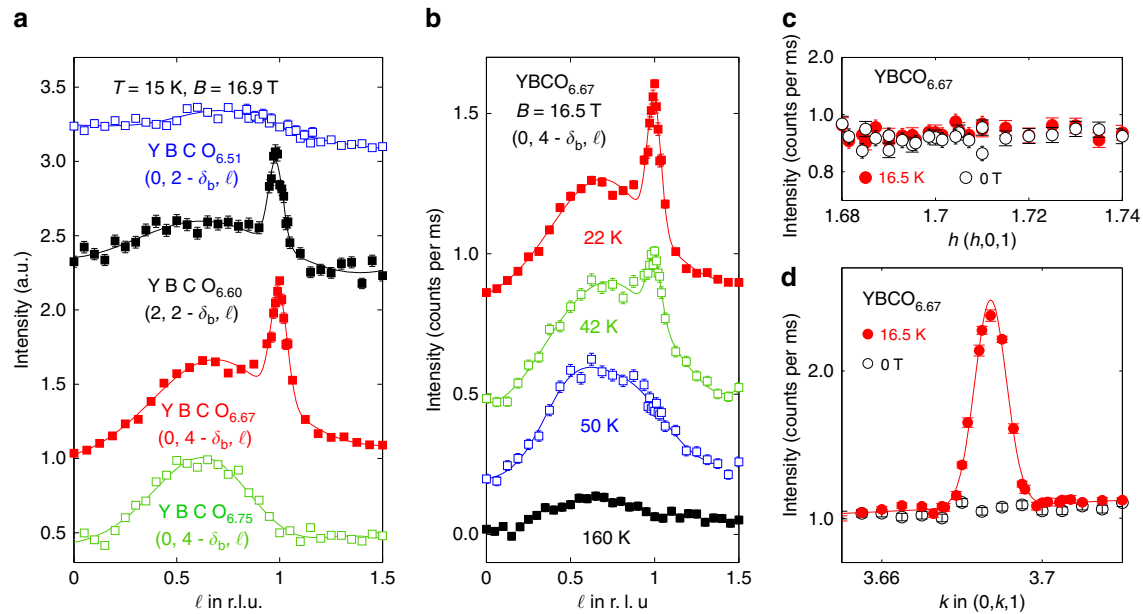 a
T = 15 K, B = 16.9 T
Y B C O6.51
(0, 2 - δb, ℓ)
Y B C O6.60
(2, 2 - δb, ℓ)
Y B C O6.67
(0, 4 - δb, ℓ)
Y B C O6.75
(0, 4 - δb, ℓ)
Intensity (a.u.)
3.5
3.0
2.5
2.0
1.5
1.0
0.5
0
0.5
1
1.5
ℓ in r.l.u.
b
YBCO6.67
B = 16.5 T
(0, 4 - δb, ℓ)
22 K
42 K
50 K
160 K
Intensity (counts per ms)
1.5
1.0
0.5
0.0
0
0.5
1
1.5
ℓ in r. l. u
c
YBCO6.67
16.5 K
0 T
Intensity (counts per ms)
2.0
1.0
0.8
1.68
1.7
1.72
1.74
h (h,0,1)
d
YBCO6.67
16.5 K
0 T
Intensity (counts per ms)
2.0
1.0
3.66
3.7
k in (0,k,1)